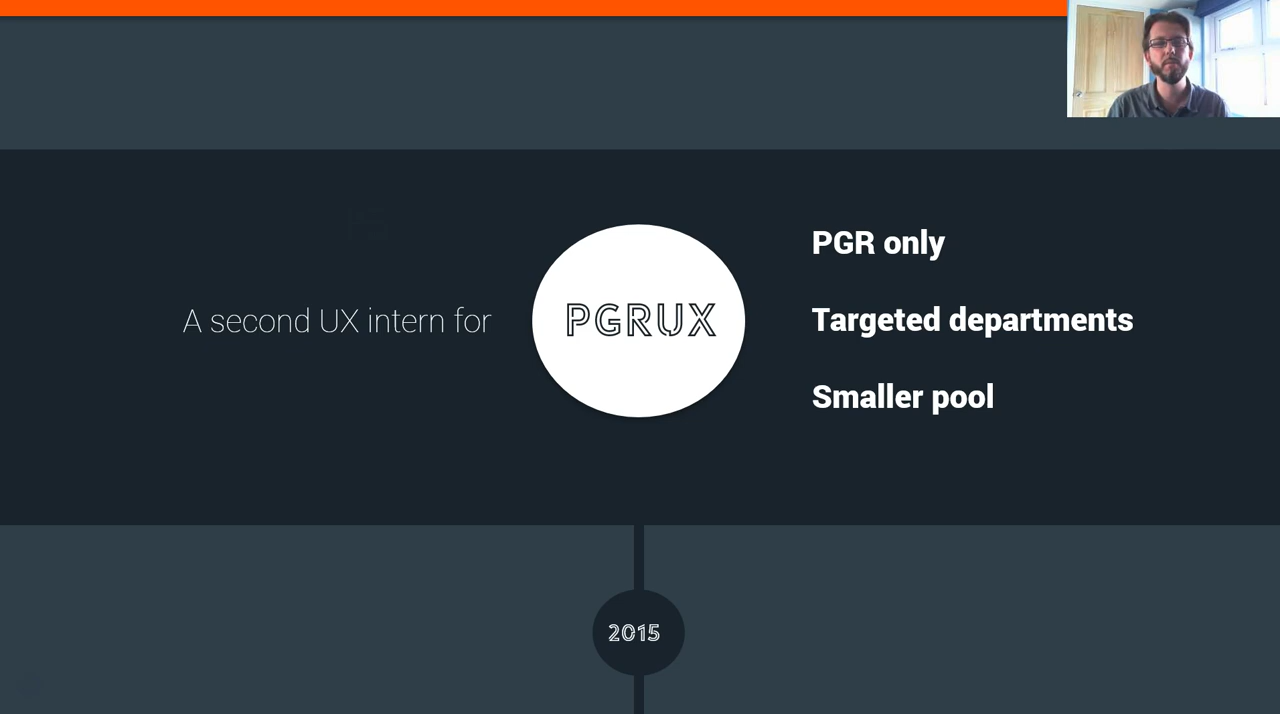 A second UX intern for
PGRUX
PGR only
Targeted departments
Smaller pool
2015